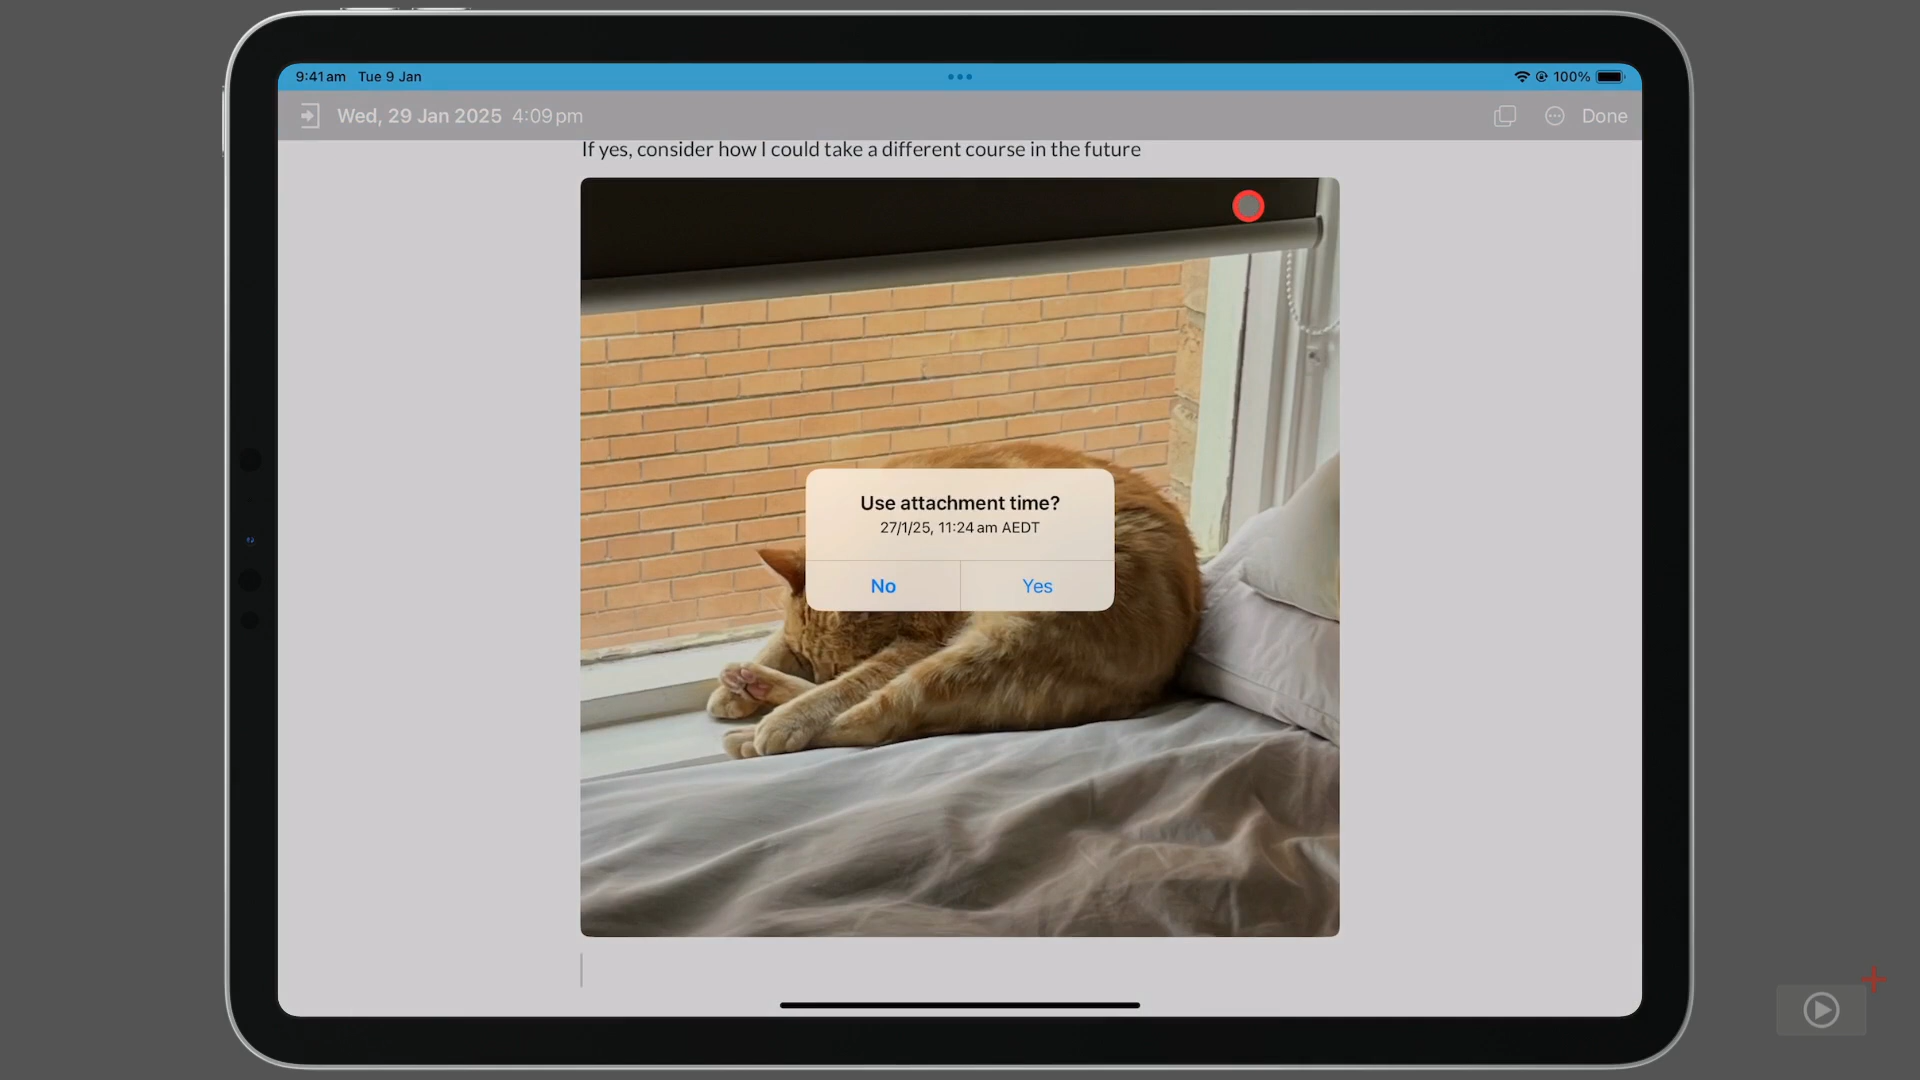 9:41 am Tue 9 Jan 100%
Wed, 29 Jan 2025 4:09 pm Done
If yes, consider how I could take a different course in the future
Use attachment time?
27/1/25, 11:24 am AEDT
No Yes